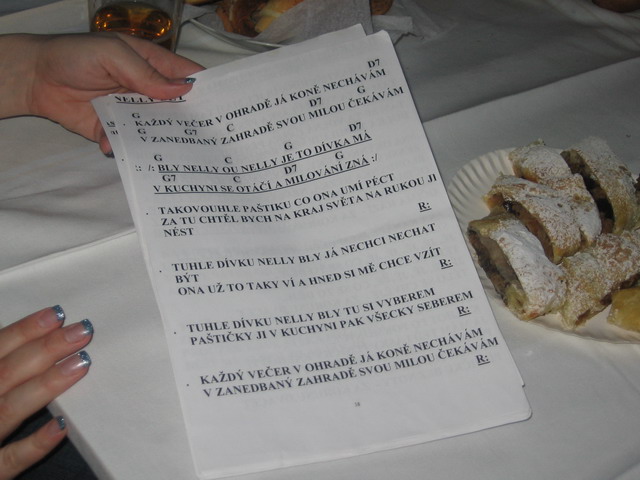 NELLY
D7
KAŽDÝ VEČER V OHRADĚ JÁ KONĚ NECHÁVÁM
G D7 G
V ZANEDBANÝ ZAHRADĚ SVOU MILOU ČEKÁVÁM
G G7 C
G C G D7
:: /: BLY NELLY OU NELLY JE TO DÍVKA MÁ
G7 C D7 G
V KUCHYNI SE OTÁČÍ A MILOVÁNÍ ZNÁ :/
TAKOVOUHLE PAŠTIKU CO ONA UMÍ PÉCT
ZA TU CHTĚL BYCH NA KRAJ SVĚTA NA RUKOU JI
NÉST R:
TUHLE DÍVKU NELLY BLY JÁ NECHCI NECHAT
BÝT
ONA UŽ TO TAKY VÍ A HNED SI MĚ CHCE VZÍT
R:
TUHLE DÍVKU NELLY BLY TU SI VYBEREM
PAŠTIČKY JI V KUCHYNI PAK VŠECKY SEBEREM
R:
KAŽDÝ VEČER V OHRADĚ JÁ KONĚ NECHÁVÁM
V ZANEDBANÝ ZAHRADĚ SVOU MILOU ČEKÁVÁM
R: